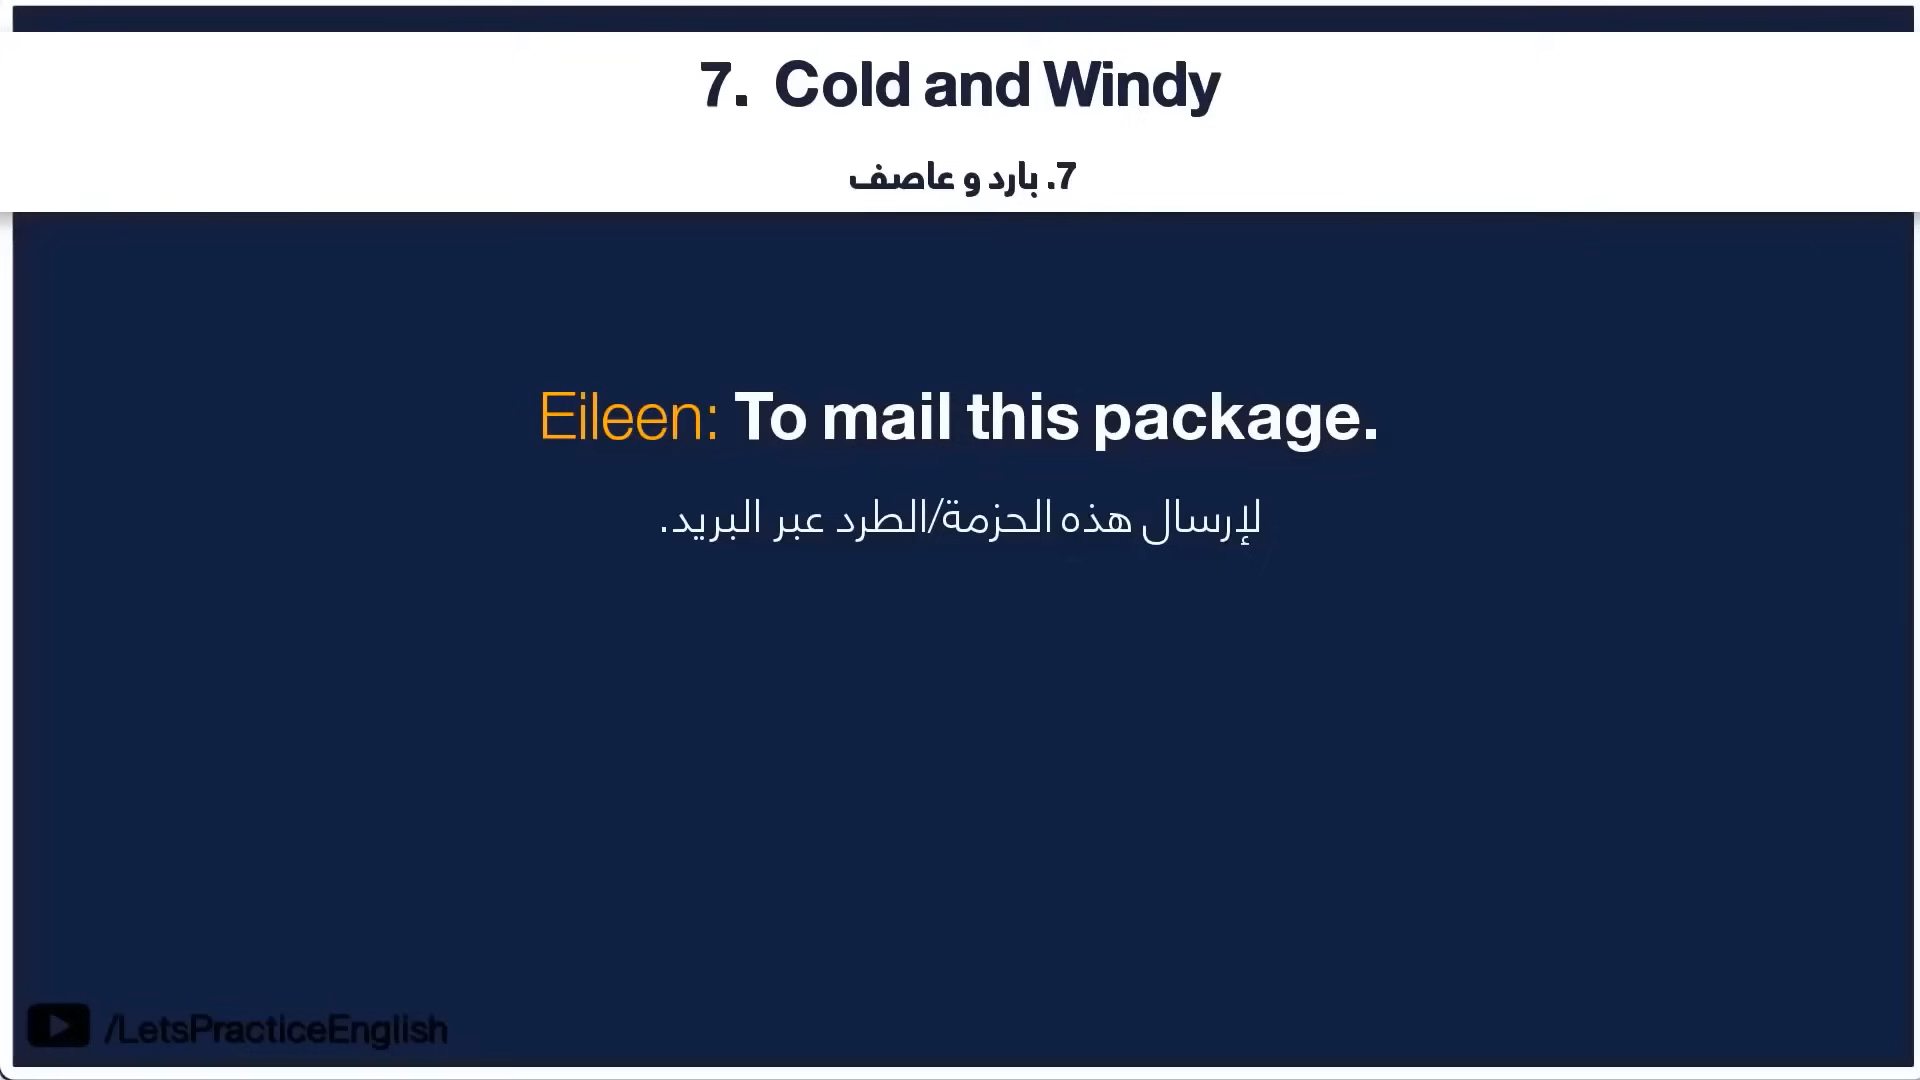 7. Cold and Windy
7. بارد و عاصف
Eileen: To mail this package.
لإرسال هذه الحزمة/الطرد عبر البريد.
/LetsPracticeEnglish